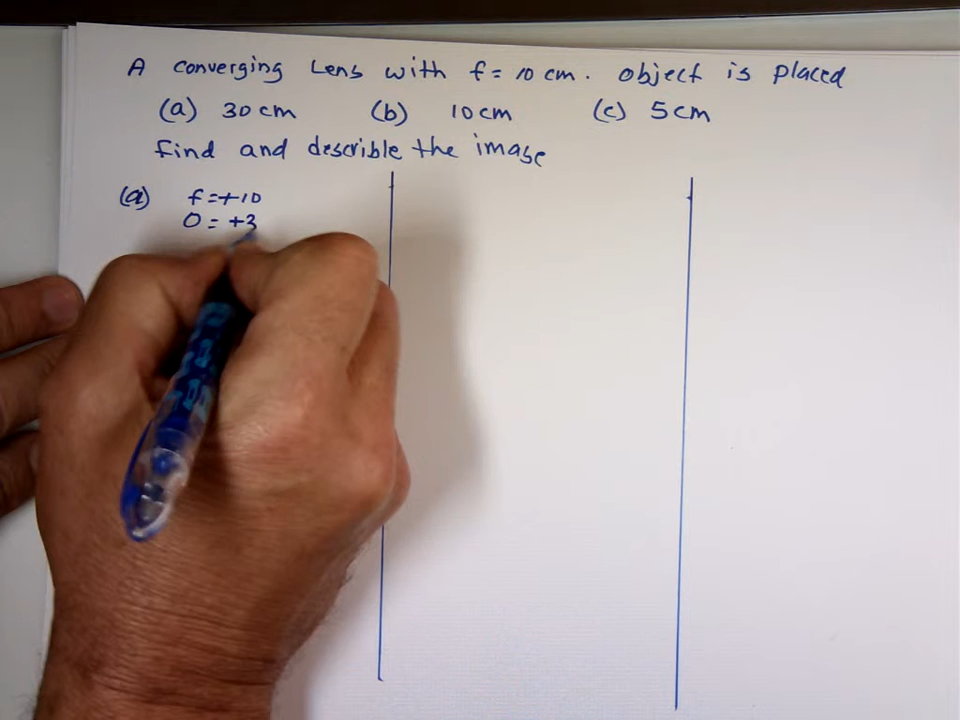 A converging Lens with f = 10 cm. object is placed
(a) 30 cm (b) 10 cm (c) 5 cm
find and describle the image
(a) f = +10
O = +3